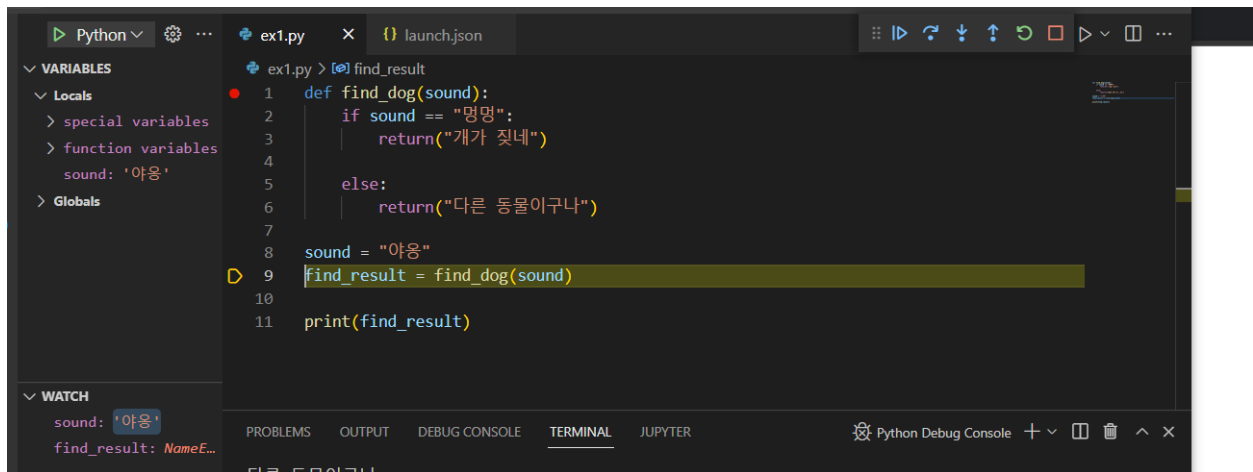 Python
ex1.py
launch.json
VARIABLES
Locals
special variables
function variables
sound: '야옹'
Globals
ex1.py > find_result
1 def find_dog(sound):
2 if sound == "멍멍":
3 return("개가 짖네")
4
5 else:
6 return("다른 동물이구나")
7
8 sound = "야옹"
9 find_result = find_dog(sound)
10
11 print(find_result)
WATCH
sound: '야옹'
find_result: NameE…
PROBLEMS OUTPUT DEBUG CONSOLE TERMINAL JUPYTER
Python Debug Console